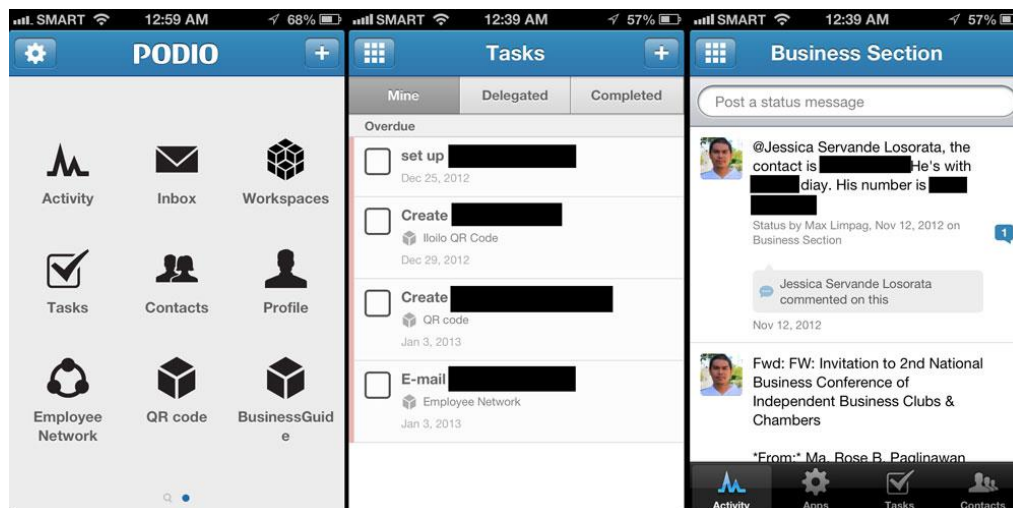 SMART 12:59 AM 68%
PODIO
+
Activity
Inbox
Workspaces
Tasks
Contacts
Profile
Employee
Network
QR code
BusinessGuid
e
SMART 12:39 AM 57%
Tasks
+
Mine Delegated Completed
Overdue
set up
Dec 25, 2012
Create
Iloilo QR Code
Dec 29, 2012
Create
QR code
Jan 3, 2013
E-mail
Employee Network
Jan 3, 2013
SMART 12:39 AM 57%
Business Section
Post a status message
@Jessica Servande Losorata, the
contact is He's with
diay. His number is
Status by Max Limpag, Nov 12, 2012 on
Business Section
1
Jessica Servande Losorata
commented on this
Nov 12, 2012
Fwd: FW: Invitation to 2nd National
Business Conference of
Independent Business Clubs &
Chambers
*From:* Ma. Rose B. Paglinawan
Activity Apps Tasks Contacts